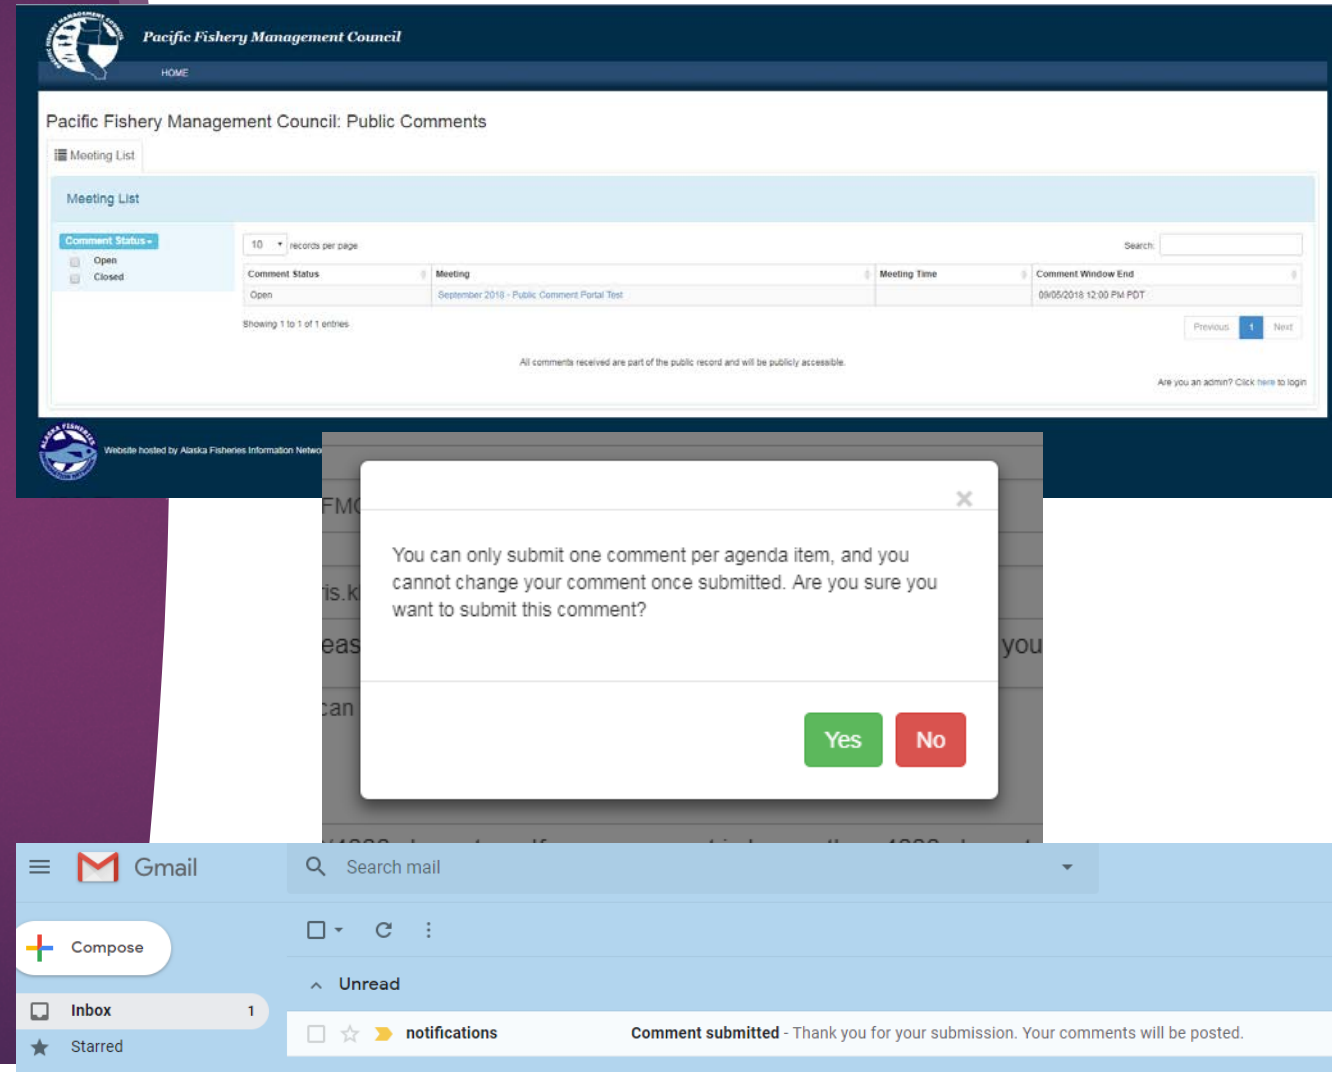 Pacific Fishery Management Council
HOME
Pacific Fishery Management Council: Public Comments
Meeting List
Meeting List
Comment Status
Open
Closed
10 records per page
Search:
Comment Status Meeting Meeting Time Comment Window End
Open September 2018 - Public Comment Portal Test 09/05/2018 12:00 PM PDT
Showing 1 to 1 of 1 entries
Previous 1 Next
All comments received are part of the public record and will be publicly accessible.
Are you an admin? Click here to login
Website hosted by Alaska Fisheries Information Netwo
FMC
×
You can only submit one comment per agenda item, and you
cannot change your comment once submitted. Are you sure you
want to submit this comment?
ris.k
eas
you
can
Yes No
Gmail
Search mail
Compose
Unread
Inbox 1
notifications Comment submitted - Thank you for your submission. Your comments will be posted.
Starred